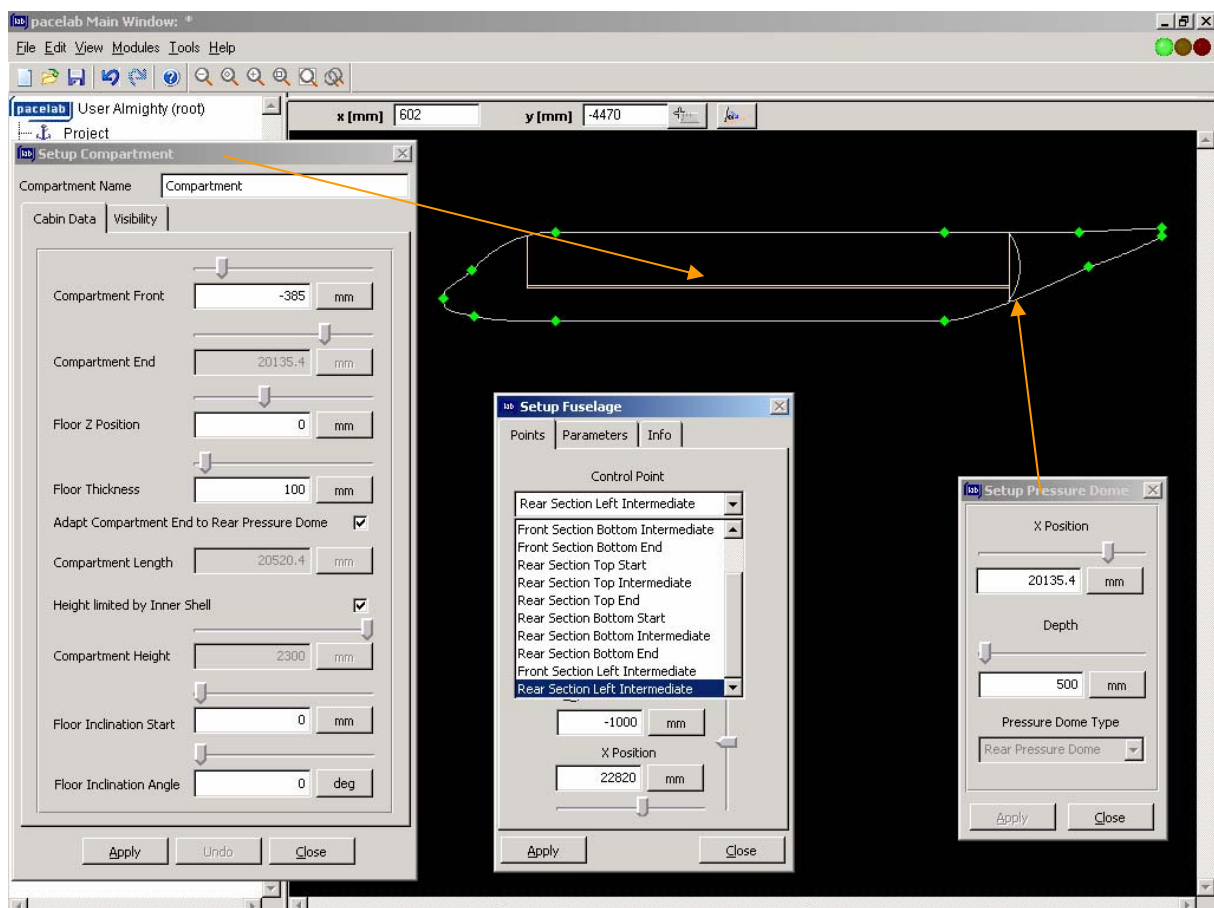 pacelab Main Window: *
File Edit View Modules Tools Help
pacelab User Almighty (root)
Project
x [mm] 602 y [mm] -4470
Setup Compartment
Compartment Name Compartment
Cabin Data Visibility
Compartment Front -385 mm
Compartment End 20135.4 mm
Floor Z Position 0 mm
Floor Thickness 100 mm
Adapt Compartment End to Rear Pressure Dome
Compartment Length 20520.4 mm
Height limited by Inner Shell
Compartment Height 2300 mm
Floor Inclination Start 0 mm
Floor Inclination Angle 0 deg
Apply Undo Close
lab Setup Fuselage
Points Parameters Info
Control Point
Rear Section Left Intermediate
Front Section Bottom Intermediate
Front Section Bottom End
Rear Section Top Start
Rear Section Top Intermediate
Rear Section Top End
Rear Section Bottom Start
Rear Section Bottom Intermediate
Rear Section Bottom End
Front Section Left Intermediate
Rear Section Left Intermediate
-1000 mm
X Position
22820 mm
Apply Close
Setup Pressure Dome
X Position
20135.4 mm
Depth
500 mm
Pressure Dome Type
Rear Pressure Dome
Apply Close